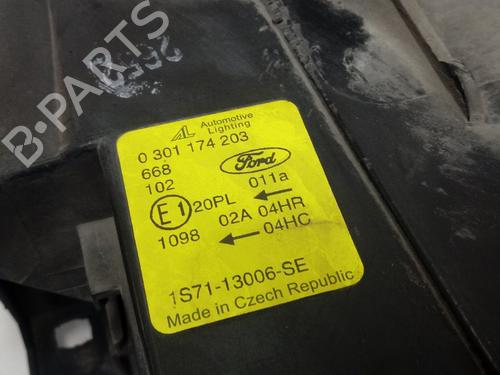 B-PARTS
AL Automotive Lighting
0 301 174 203
668
102
Ford
011a
E1 20PL
1098 02A 04HR
04HC
1S71-13006-SE
Made in Czech Republic